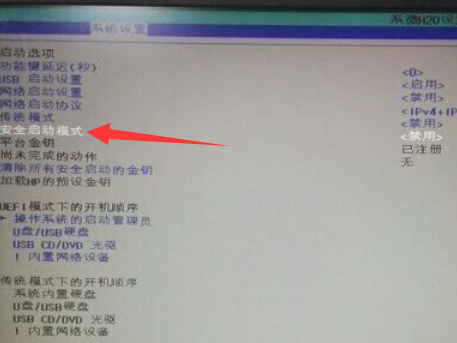 系统设置
启动选项
功能键延迟(秒) <0>
USB 启动设置 <启用>
网络启动设置 <禁用>
网络启动协议 <IPv4+IP
传统模式 <禁用>
安全启动模式 <禁用>
平台金钥 已注册
尚未完成的动作 无
清除所有安全启动的金钥
加载HP的预设金钥
UEFI 模式下的开机顺序
操作系统的启动管理员
U盘/USB硬盘
USB CD/DVD 光驱
! 内置网络设备
传统模式下的开机顺序
系统内置硬盘
U盘/USB硬盘
USB CD/DVD 光驱
! 内置网络设备